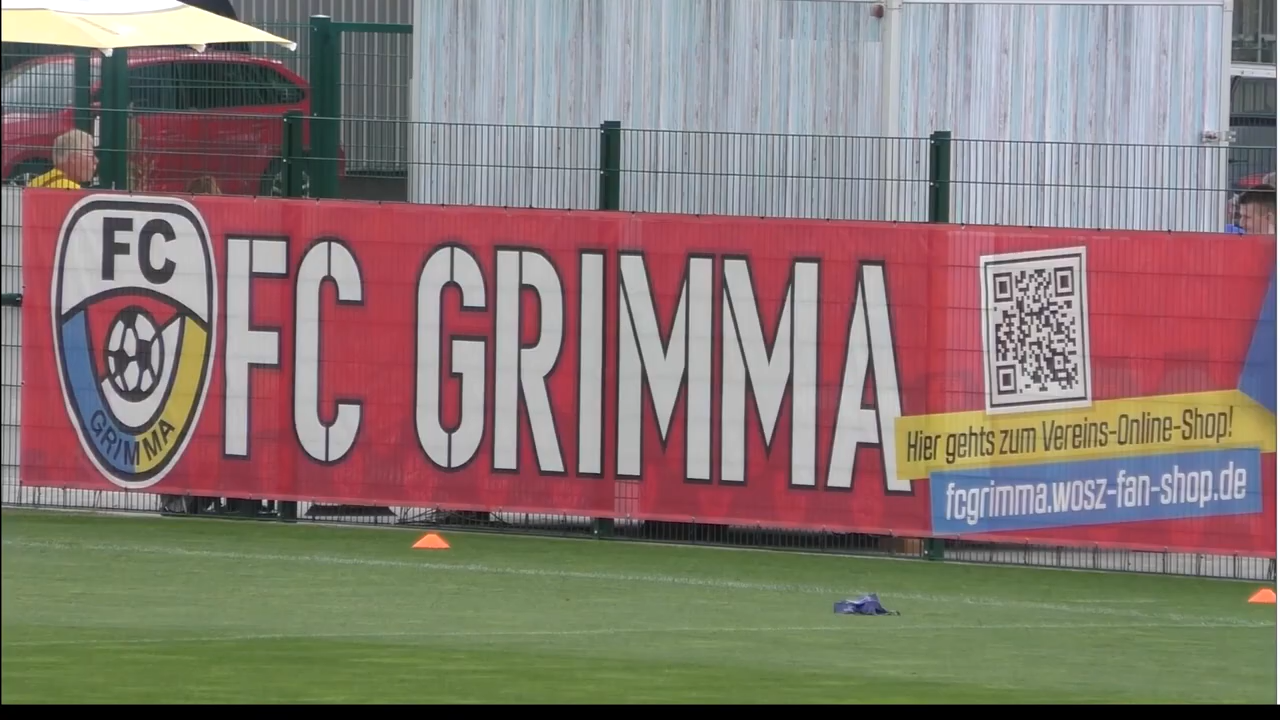 FC
GRIMMA
FC GRIMMA
Hier gehts zum Vereins-Online-Shop!
fcgrimma.wosz-fan-shop.de